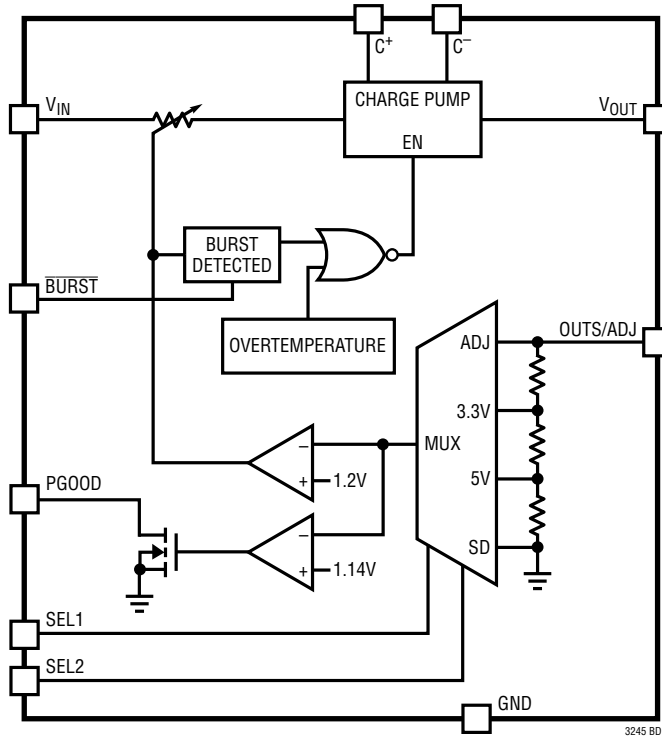 C+ C–
VIN
CHARGE PUMP
VOUT
EN
BURST
DETECTED
BURST
OVERTEMPERATURE
ADJ
OUTS/ADJ
3.3V
–
MUX
+
1.2V
5V
PGOOD
–
SD
+
1.14V
SEL1
SEL2
GND
3245 BD